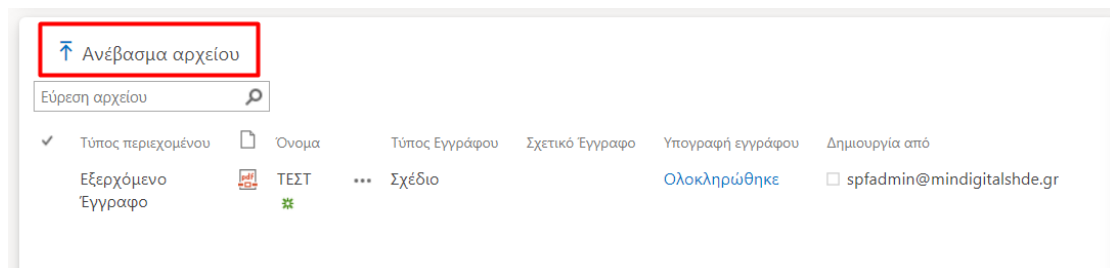 Ανέβασμα αρχείου
Εύρεση αρχείου
Τύπος περιεχομένου Όνομα Τύπος Εγγράφου Σχετικό Έγγραφο Υπογραφή εγγράφου Δημιουργία από
Εξερχόμενο Έγγραφο ΤΕΣΤ ... Σχέδιο Ολοκληρώθηκε spfadmin@mindigitalshde.gr